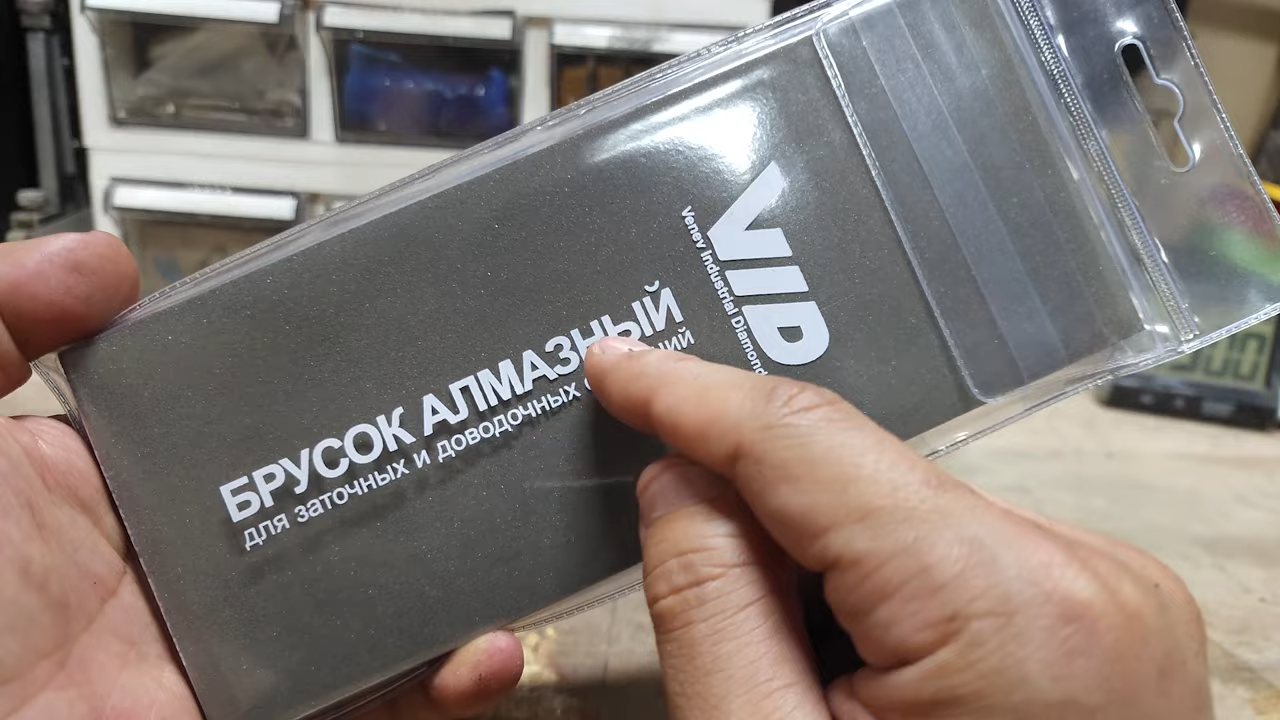 БРУСОК АЛМАЗНЫЙ
для заточных и доводочных
VID
Venev Industrial Diamond